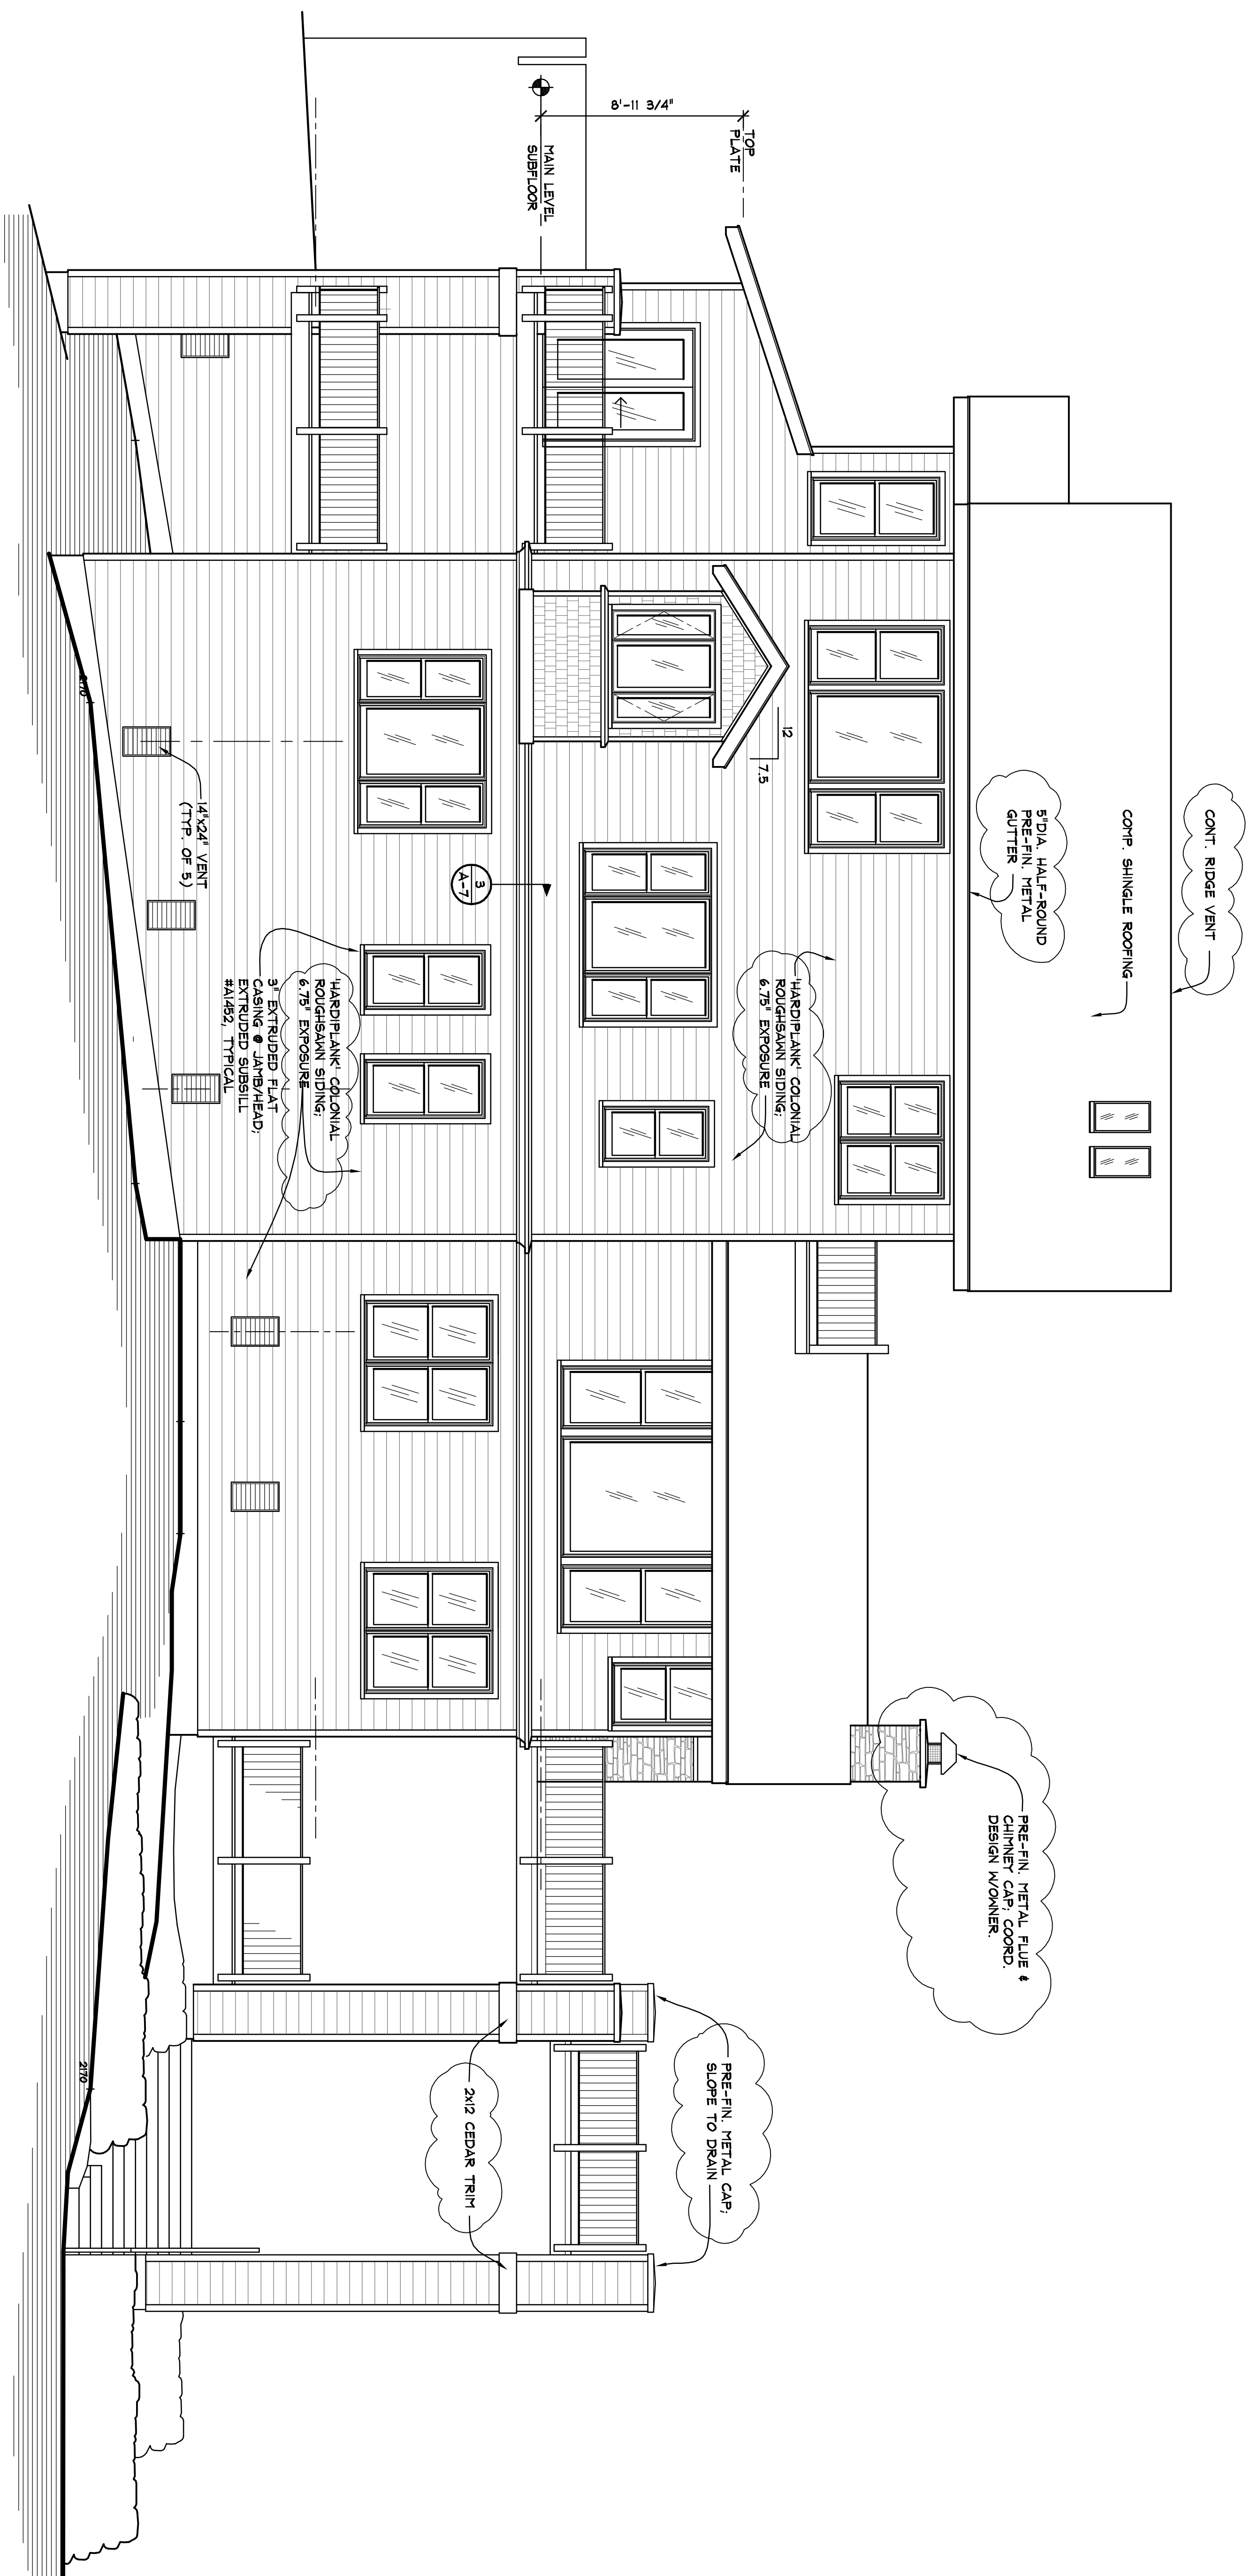 CONT. RIDGE VENT
COMP. SHINGLE ROOFING
5"DIA. HALF-ROUND
PRE-FIN. METAL
GUTTER
PRE-FIN. METAL FLUE &
CHIMNEY CAP; COORD.
DESIGN W/OWNER.
TOP
PLATE
8'-11 3/4"
MAIN LEVEL
SUBFLOOR
12
7.5
'HARDIPLANK' COLONIAL
ROUGHSAWN SIDING;
6.75" EXPOSURE
PRE-FIN. METAL CAP;
SLOPE TO DRAIN
3
A-7
2x12 CEDAR TRIM
'HARDIPLANK' COLONIAL
ROUGHSAWN SIDING;
6.75" EXPOSURE
3" EXTRUDED FLAT
CASING @ JAMB/HEAD;
EXTRUDED SUBSILL
#A1452, TYPICAL
14"x24" VENT
(TYP. OF 5)
2170
2170